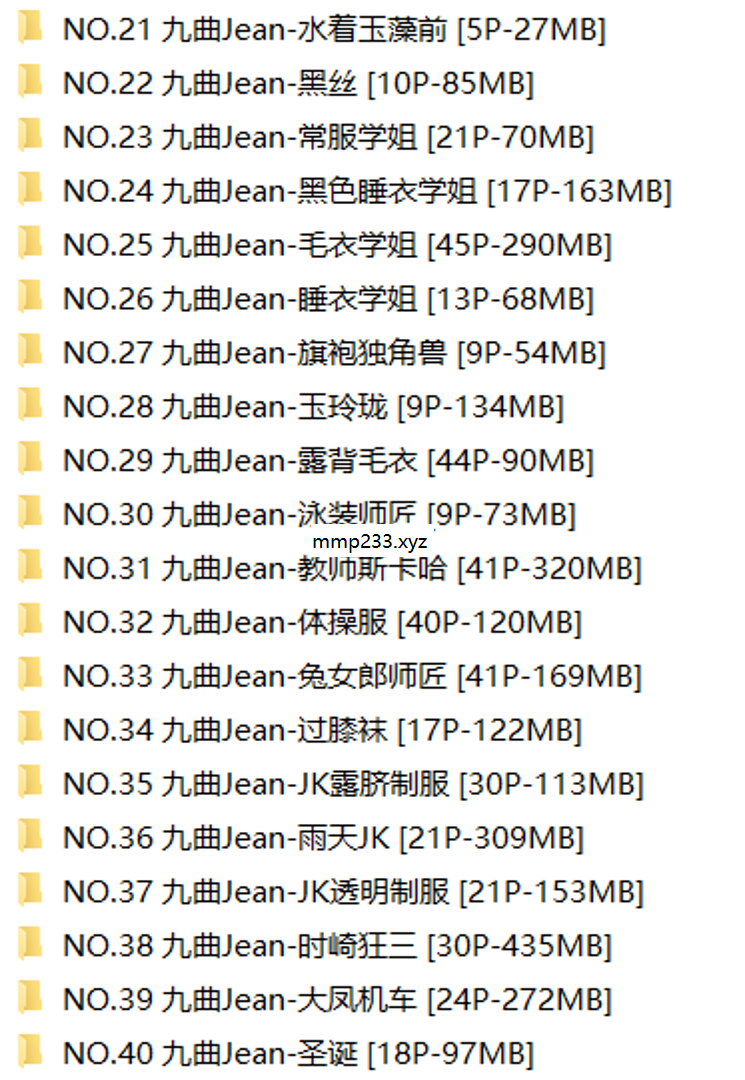 NO.21 九曲Jean-水着玉藻前 [5P-27MB]
NO.22 九曲Jean-黑丝 [10P-85MB]
NO.23 九曲Jean-常服学姐 [21P-70MB]
NO.24 九曲Jean-黑色睡衣学姐 [17P-163MB]
NO.25 九曲Jean-毛衣学姐 [45P-290MB]
NO.26 九曲Jean-睡衣学姐 [13P-68MB]
NO.27 九曲Jean-旗袍独角兽 [9P-54MB]
NO.28 九曲Jean-玉玲珑 [9P-134MB]
NO.29 九曲Jean-露背毛衣 [44P-90MB]
NO.30 九曲Jean-泳装师匠 [9P-73MB]
mmp233.xyz
NO.31 九曲Jean-教师斯卡哈 [41P-320MB]
NO.32 九曲Jean-体操服 [40P-120MB]
NO.33 九曲Jean-兔女郎师匠 [41P-169MB]
NO.34 九曲Jean-过膝袜 [17P-122MB]
NO.35 九曲Jean-JK露脐制服 [30P-113MB]
NO.36 九曲Jean-雨天JK [21P-309MB]
NO.37 九曲Jean-JK透明制服 [21P-153MB]
NO.38 九曲Jean-时崎狂三 [30P-435MB]
NO.39 九曲Jean-大凤机车 [24P-272MB]
NO.40 九曲Jean-圣诞 [18P-97MB]